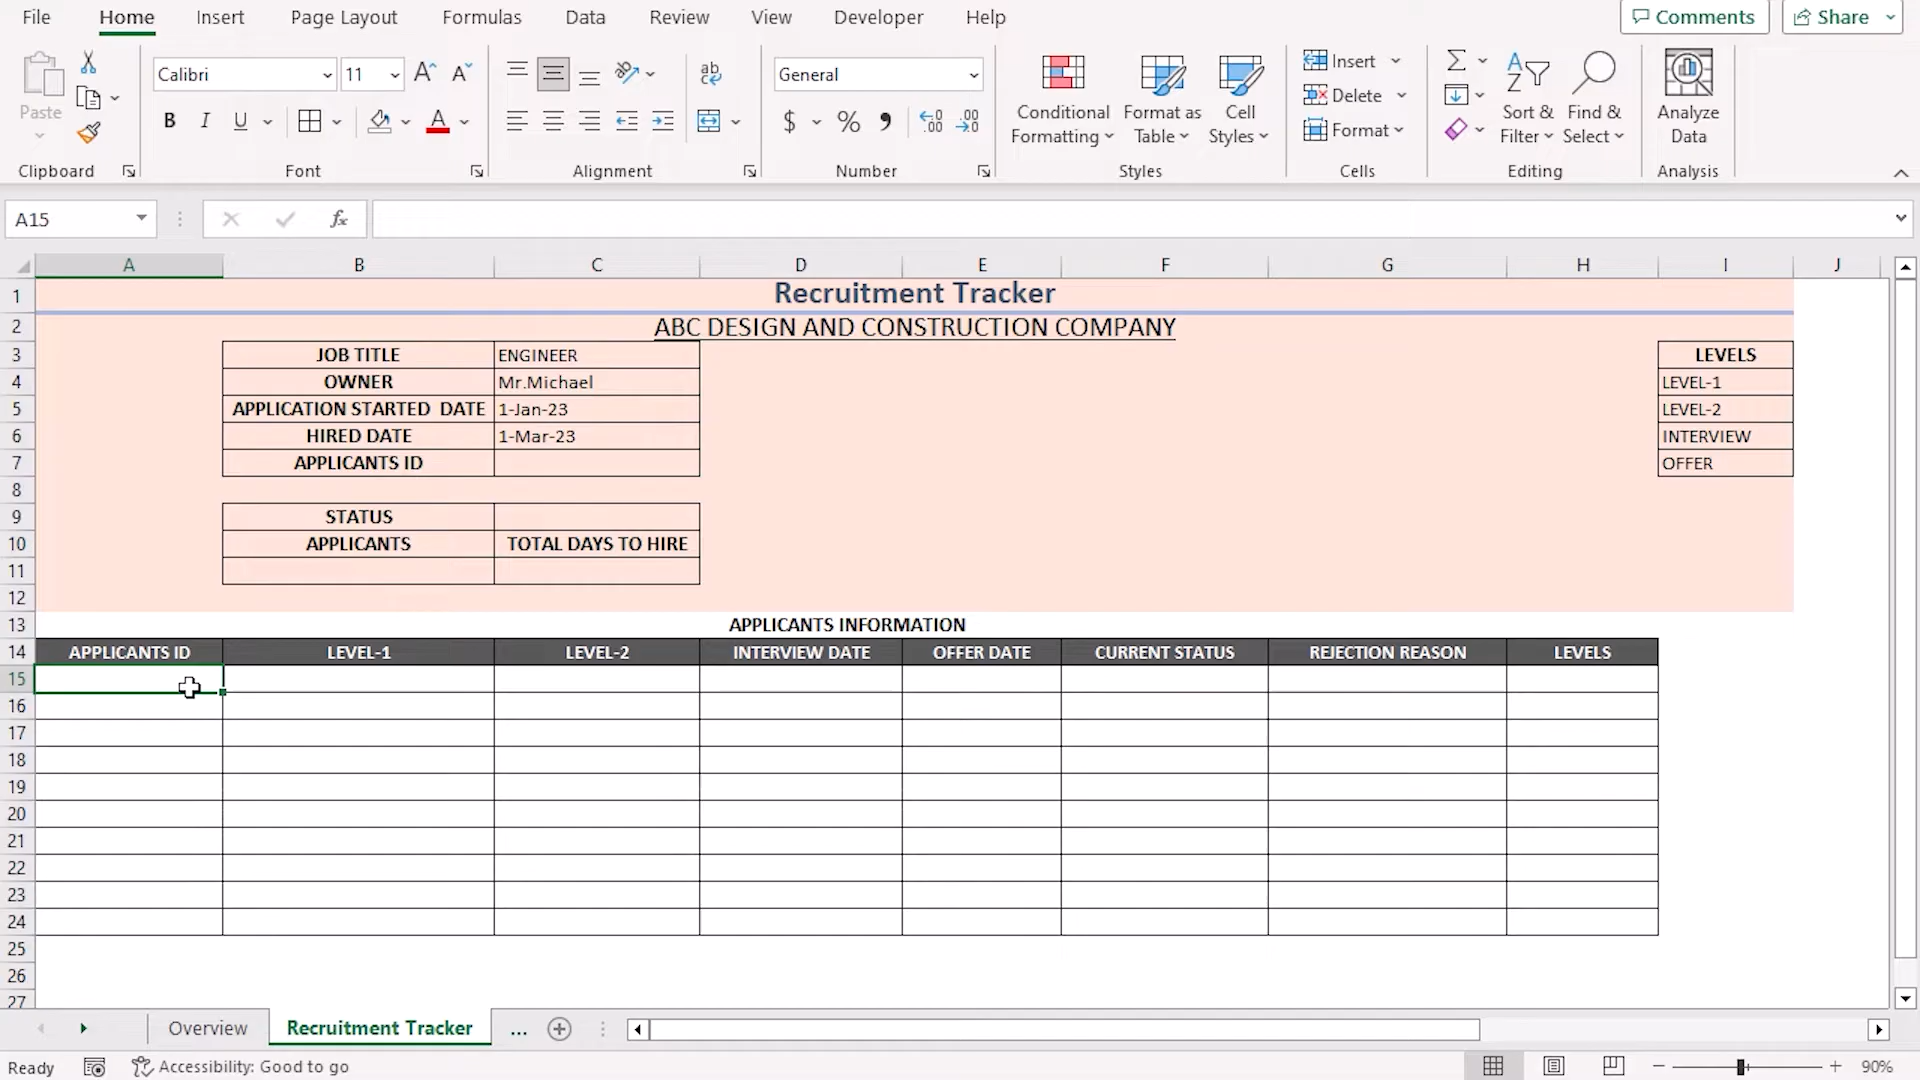 File Home Insert Page Layout Formulas Data Review View Developer Help Comments Share
Calibri 11 ab General Insert
Paste Conditional Format as Cell Delete Sort & Find & Analyze
B I U $ % Formatting Table Styles Format Filter Select Data
Clipboard Font Alignment Number Styles Cells Editing Analysis
A15 fx
A B C D E F G H I J
1 Recruitment Tracker
2 ABC DESIGN AND CONSTRUCTION COMPANY
3 JOB TITLE ENGINEER LEVELS
4 OWNER Mr.Michael LEVEL-1
5 APPLICATION STARTED DATE 1-Jan-23 LEVEL-2
6 HIRED DATE 1-Mar-23 INTERVIEW
7 APPLICANTS ID OFFER
8
9 STATUS
10 APPLICANTS TOTAL DAYS TO HIRE
11
12
13 APPLICANTS INFORMATION
14 APPLICANTS ID LEVEL-1 LEVEL-2 INTERVIEW DATE OFFER DATE CURRENT STATUS REJECTION REASON LEVELS
15
16
17
18
19
20
21
22
23
24
25
26
27
Overview Recruitment Tracker ...
Ready Accessibility: Good to go 90%